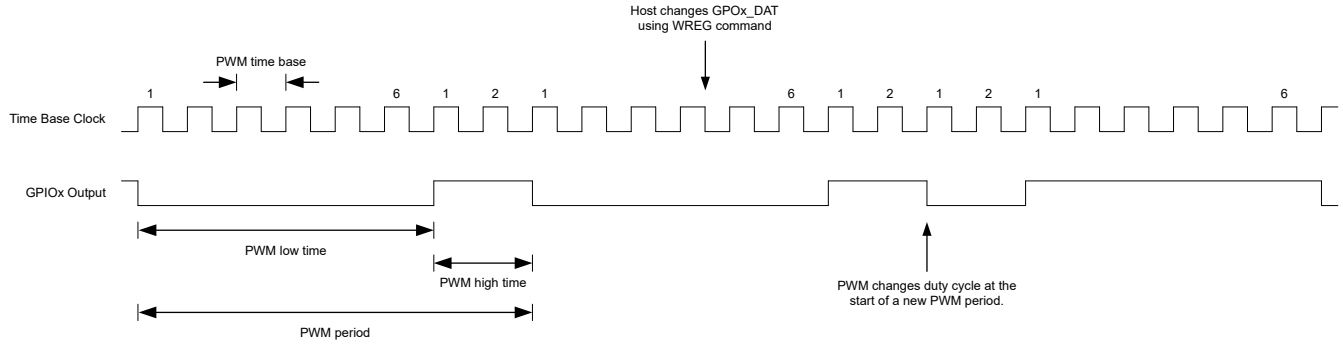 Host changes GPOx_DAT
using WREG command
PWM time base
1 6 1 2 1 6 1 2 1 2 1 6
Time Base Clock
GPIOx Output
PWM low time
PWM high time
PWM changes duty cycle at the
start of a new PWM period.
PWM period